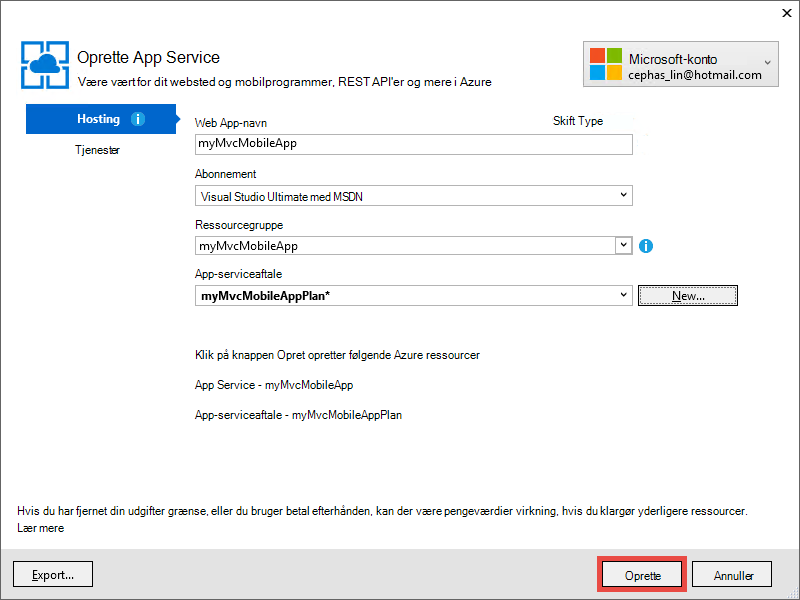 Oprette App Service
Være vært for dit websted og mobilprogrammer, REST API'er og mere i Azure
Microsoft-konto
cephas_lin@hotmail.com
Hosting
Tjenester
Web App-navn
Skift Type
myMvcMobileApp
Abonnement
Visual Studio Ultimate med MSDN
Ressourcegruppe
myMvcMobileApp
App-serviceaftale
myMvcMobileAppPlan*
New...
Klik på knappen Opret opretter følgende Azure ressourcer
App Service - myMvcMobileApp
App-serviceaftale - myMvcMobileAppPlan
Hvis du har fjernet din udgifter grænse, eller du bruger betal efterhånden, kan der være pengeværdier virkning, hvis du klargør yderligere ressourcer.
Lær mere
Export...
Oprette
Annuller